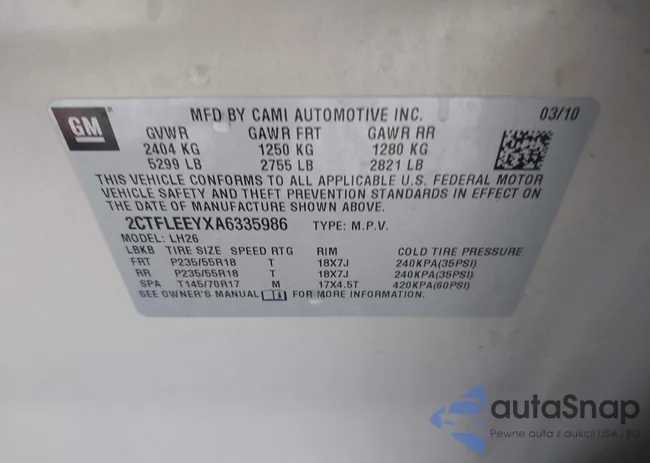 GM
MFD BY CAMI AUTOMOTIVE INC. 03/10
GVWR GAWR FRT GAWR RR
2404 KG 1250 KG 1280 KG
5299 LB 2755 LB 2821 LB
THIS VEHICLE CONFORMS TO ALL APPLICABLE U.S. FEDERAL MOTOR
VEHICLE SAFETY AND THEFT PREVENTION STANDARDS IN EFFECT ON
THE DATE OF MANUFACTURE SHOWN ABOVE.
2CTFLEEYXA6335986 TYPE: M.P.V.
MODEL: LH26
LBKB TIRE SIZE SPEED RTG RIM COLD TIRE PRESSURE
FRT P235/55R18 T 18X7J 240KPA(35PSI)
RR P235/55R18 T 18X7J 240KPA(35PSI)
SPA T145/70R17 M 17X4.5T 420KPA(60PSI)
SEE OWNER'S MANUAL FOR MORE INFORMATION.
autaSnap
Pewne auta z aukcji USA - EU